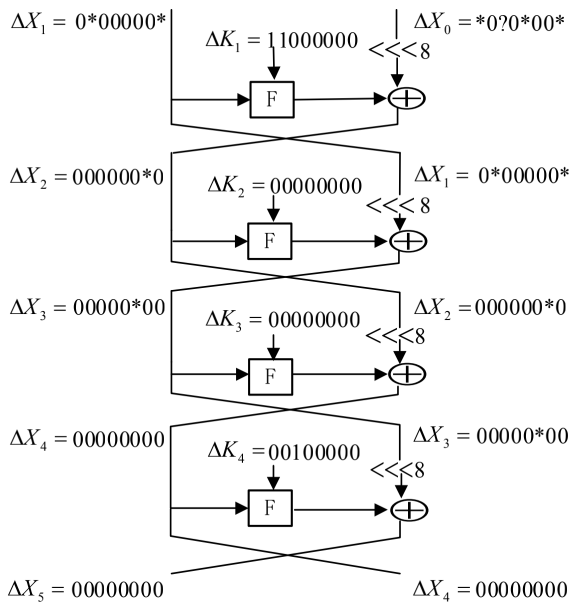 ΔX₁ = 0*00000*
ΔX₀ = *0?0*00*
ΔK₁ = 11000000
<<<8
F
ΔX₂ = 000000*0
ΔX₁ = 0*00000*
ΔK₂ = 00000000
<<<8
F
ΔX₃ = 00000*00
ΔX₂ = 000000*0
ΔK₃ = 00000000
<<<8
F
ΔX₄ = 00000000
ΔX₃ = 00000*00
ΔK₄ = 00100000
<<<8
F
ΔX₅ = 00000000
ΔX₄ = 00000000